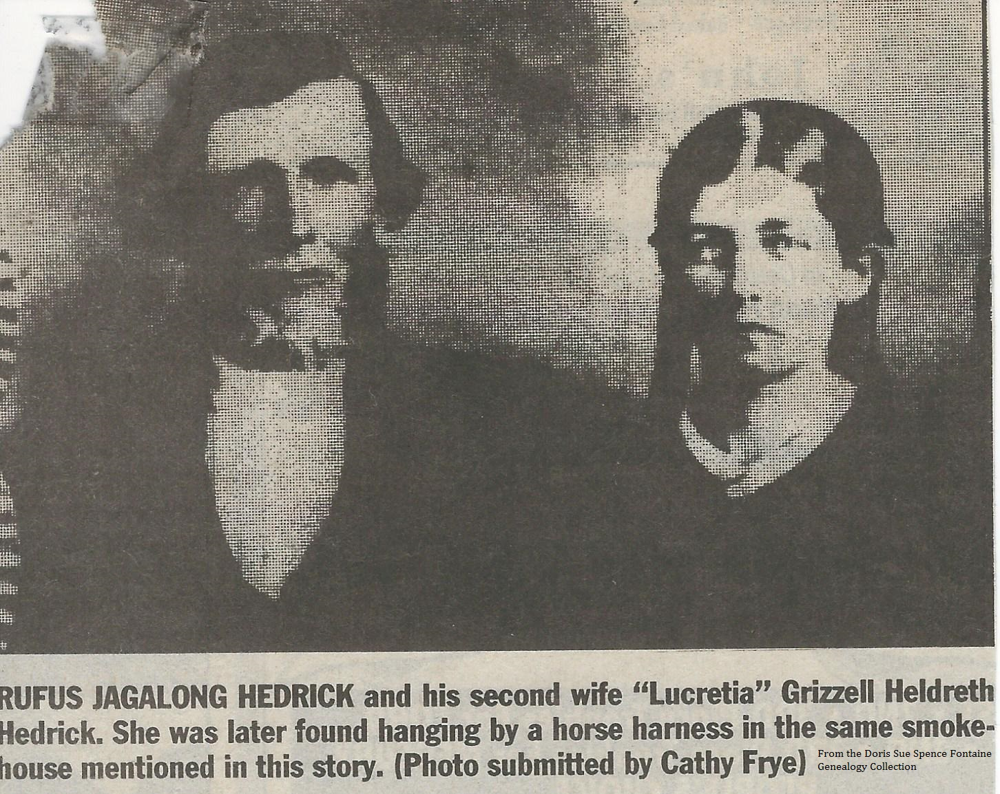 RUFUS JAGALONG HEDRICK and his second wife “Lucretia” Grizzell Heldreth
Hedrick. She was later found hanging by a horse harness in the same smoke-
house mentioned in this story. (Photo submitted by Cathy Frye)
From the Doris Sue Spence Fontaine
Genealogy Collection